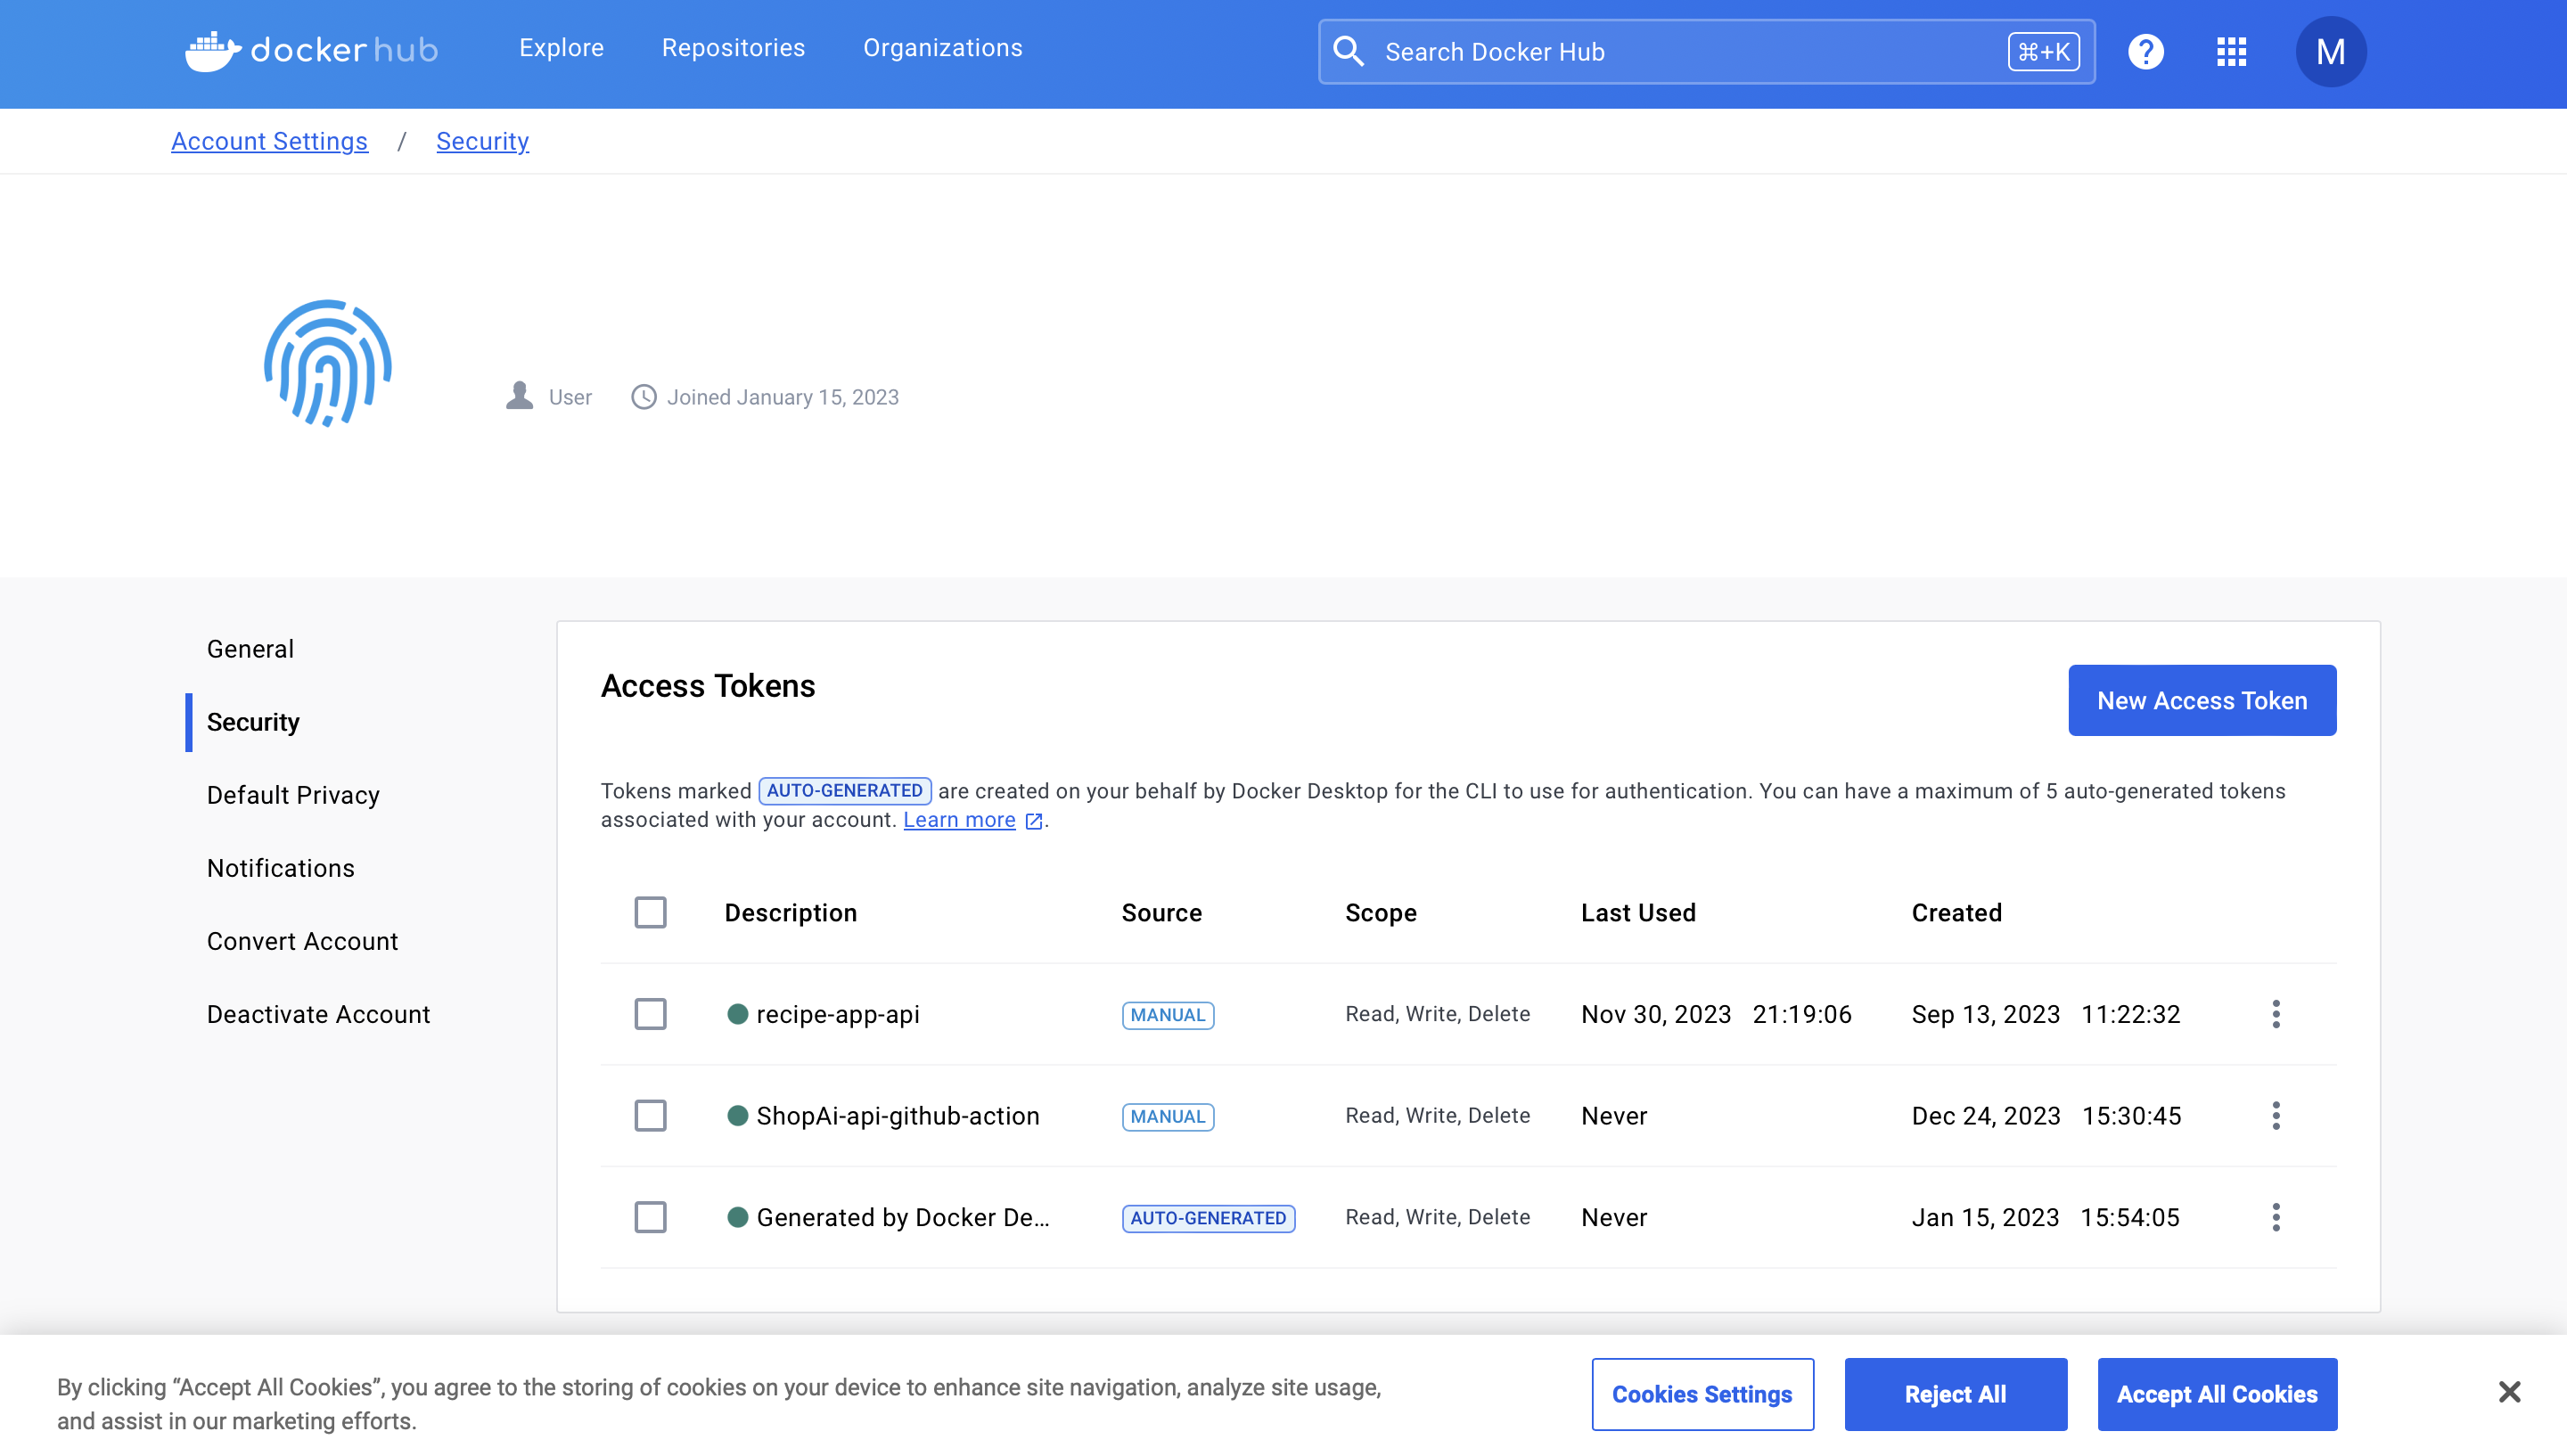 docker hub Explore Repositories Organizations Search Docker Hub ⌘+K ? M
Account Settings / Security
User Joined January 15, 2023
General
Security
Default Privacy
Notifications
Convert Account
Deactivate Account
Access Tokens
New Access Token
Tokens marked AUTO-GENERATED are created on your behalf by Docker Desktop for the CLI to use for authentication. You can have a maximum of 5 auto-generated tokens
associated with your account. Learn more .
Description Source Scope Last Used Created
recipe-app-api MANUAL Read, Write, Delete Nov 30, 2023 21:19:06 Sep 13, 2023 11:22:32
ShopAi-api-github-action MANUAL Read, Write, Delete Never Dec 24, 2023 15:30:45
Generated by Docker De... AUTO-GENERATED Read, Write, Delete Never Jan 15, 2023 15:54:05
By clicking “Accept All Cookies”, you agree to the storing of cookies on your device to enhance site navigation, analyze site usage,
and assist in our marketing efforts.
Cookies Settings Reject All Accept All Cookies